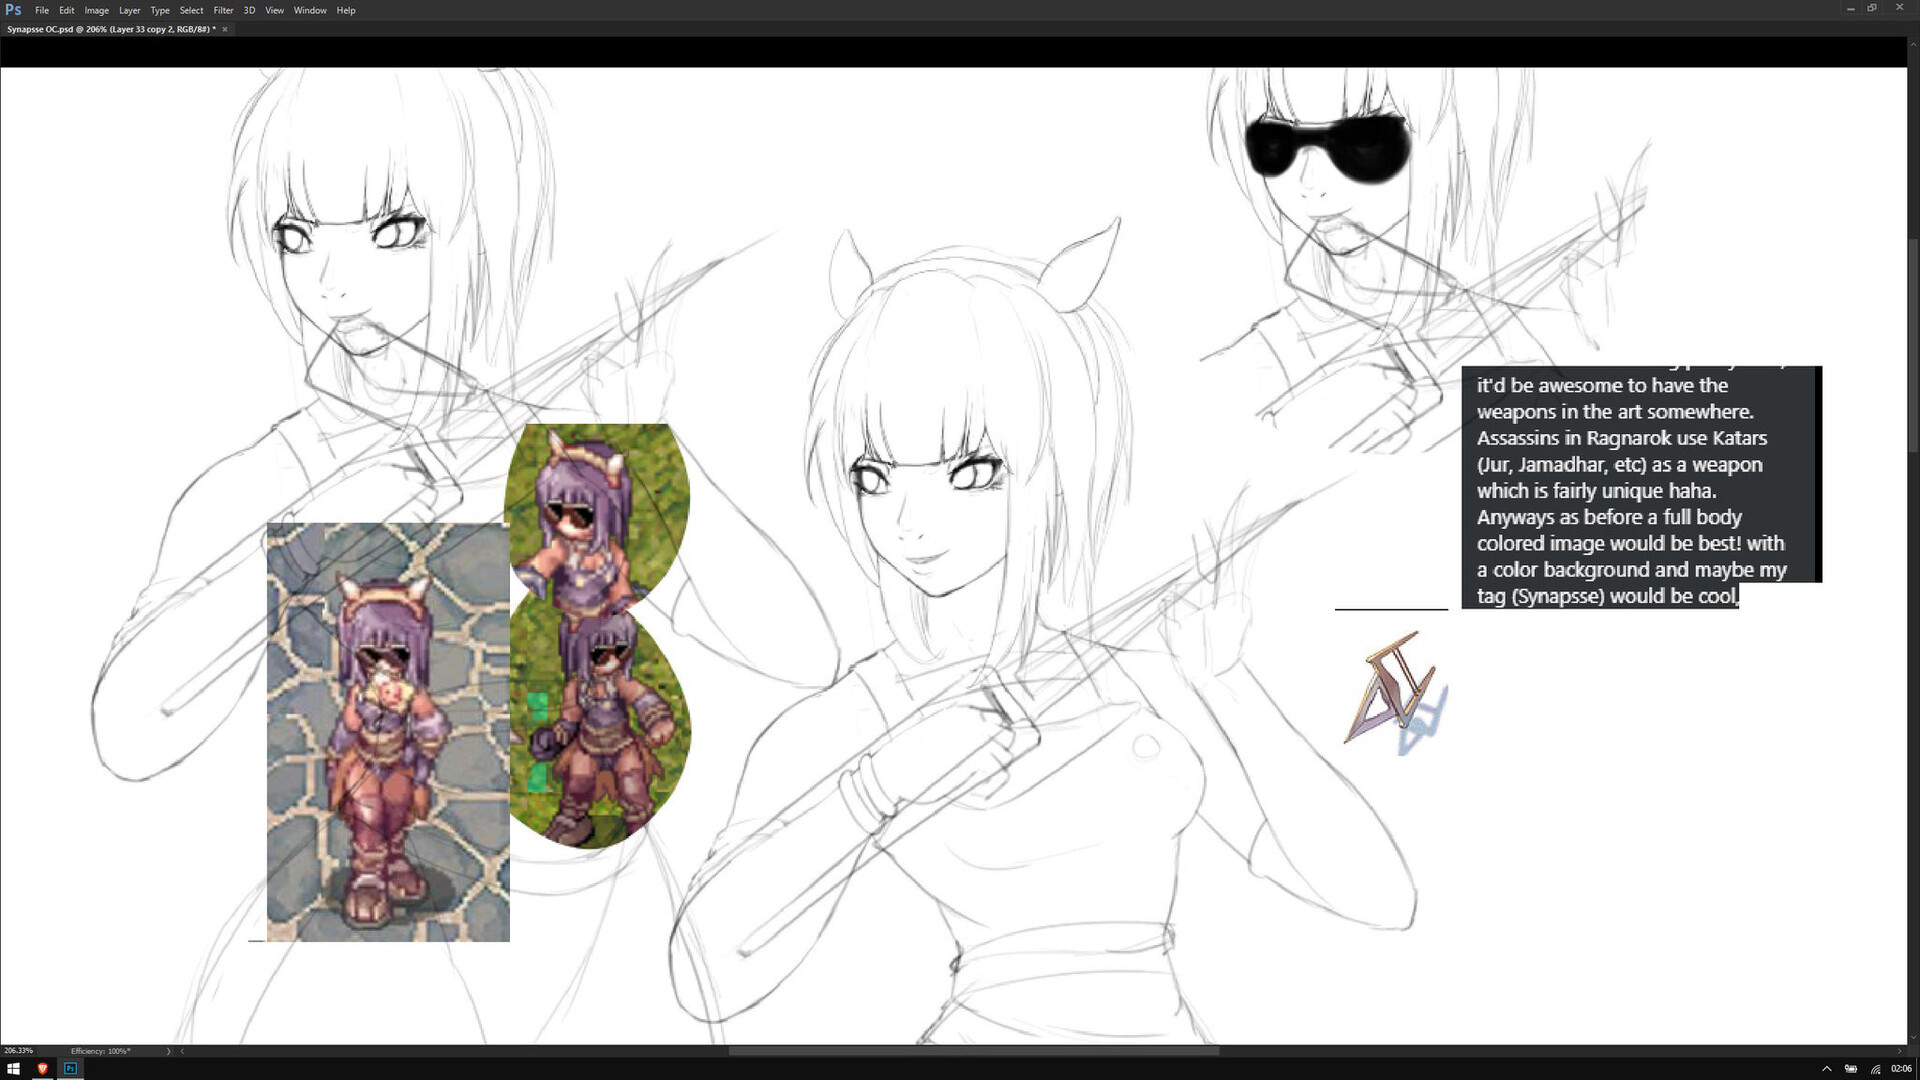 Ps File Edit Image Layer Type Select Filter 3D View Window Help
Synapsse OC.psd @ 206% (Layer 33 copy 2, RGB/8#) * ×
it'd be awesome to have the
weapons in the art somewhere.
Assassins in Ragnarok use Katars
(Jur, Jamadhar, etc) as a weapon
which is fairly unique haha.
Anyways as before a full body
colored image would be best! with
a color background and maybe my
tag (Synapsse) would be cool,
206.33% Efficiency: 100%*
Ps 02:06